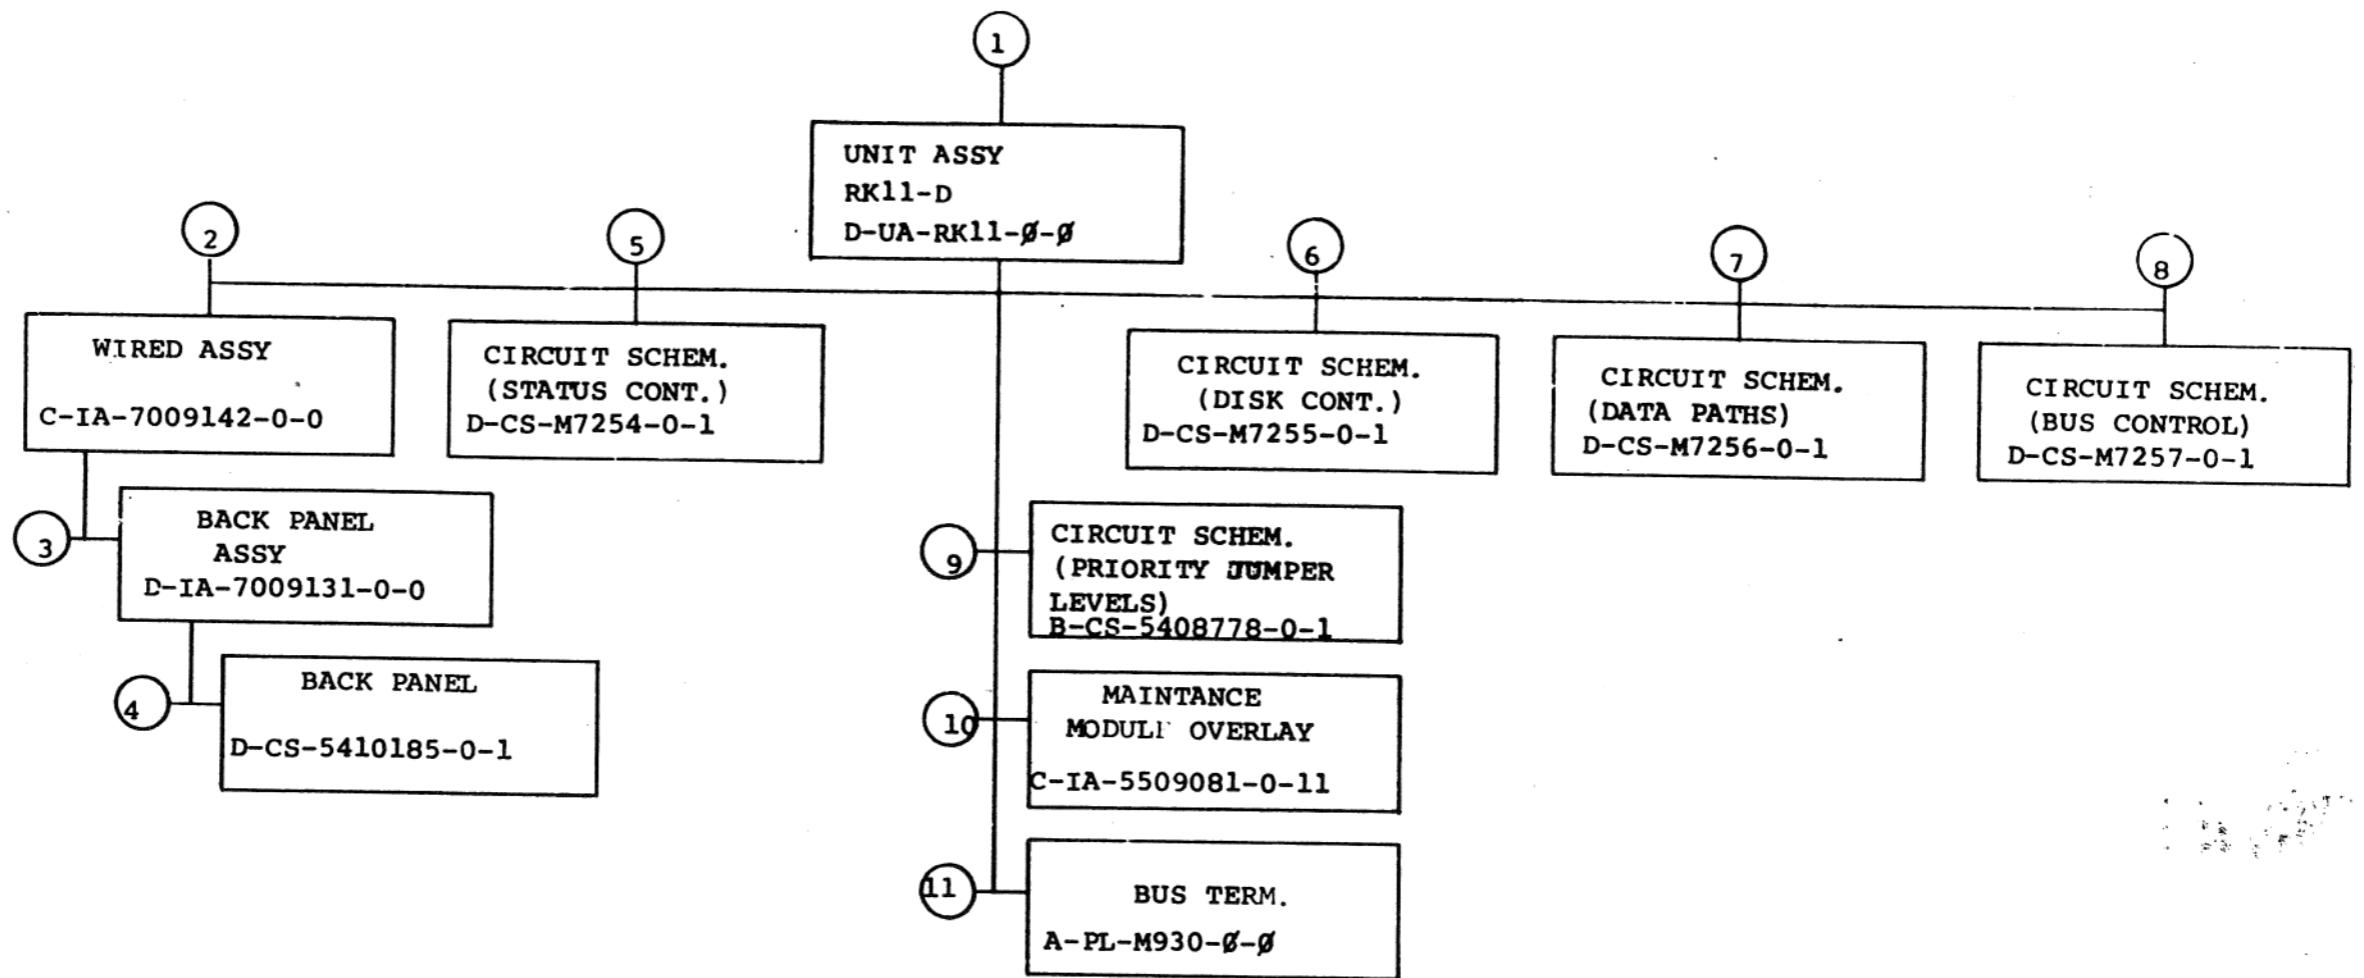 1
UNIT ASSY
RK11-D
D-UA-RK11-Ø-Ø
2
WIRED ASSY
C-IA-7009142-0-0
3
BACK PANEL
ASSY
D-IA-7009131-0-0
4
BACK PANEL
D-CS-5410185-0-1
5
CIRCUIT SCHEM.
(STATUS CONT.)
D-CS-M7254-0-1
6
CIRCUIT SCHEM.
(DISK CONT.)
D-CS-M7255-0-1
7
CIRCUIT SCHEM.
(DATA PATHS)
D-CS-M7256-0-1
8
CIRCUIT SCHEM.
(BUS CONTROL)
D-CS-M7257-0-1
9
CIRCUIT SCHEM.
(PRIORITY JUMPER
LEVELS)
B-CS-5408778-0-1
10
MAINTANCE
MODULE OVERLAY
C-IA-5509081-0-11
11
BUS TERM.
A-PL-M930-Ø-Ø